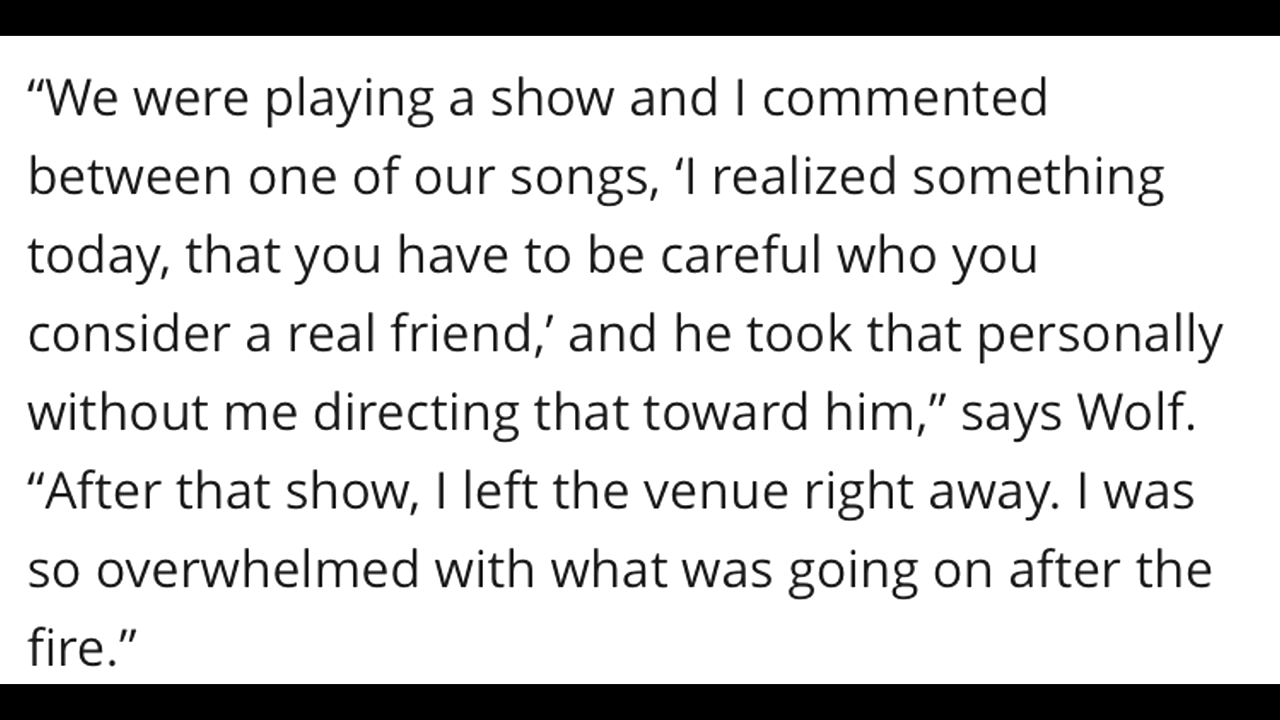 “We were playing a show and I commented
between one of our songs, ‘I realized something
today, that you have to be careful who you
consider a real friend,’ and he took that personally
without me directing that toward him,” says Wolf.
“After that show, I left the venue right away. I was
so overwhelmed with what was going on after the
fire.”